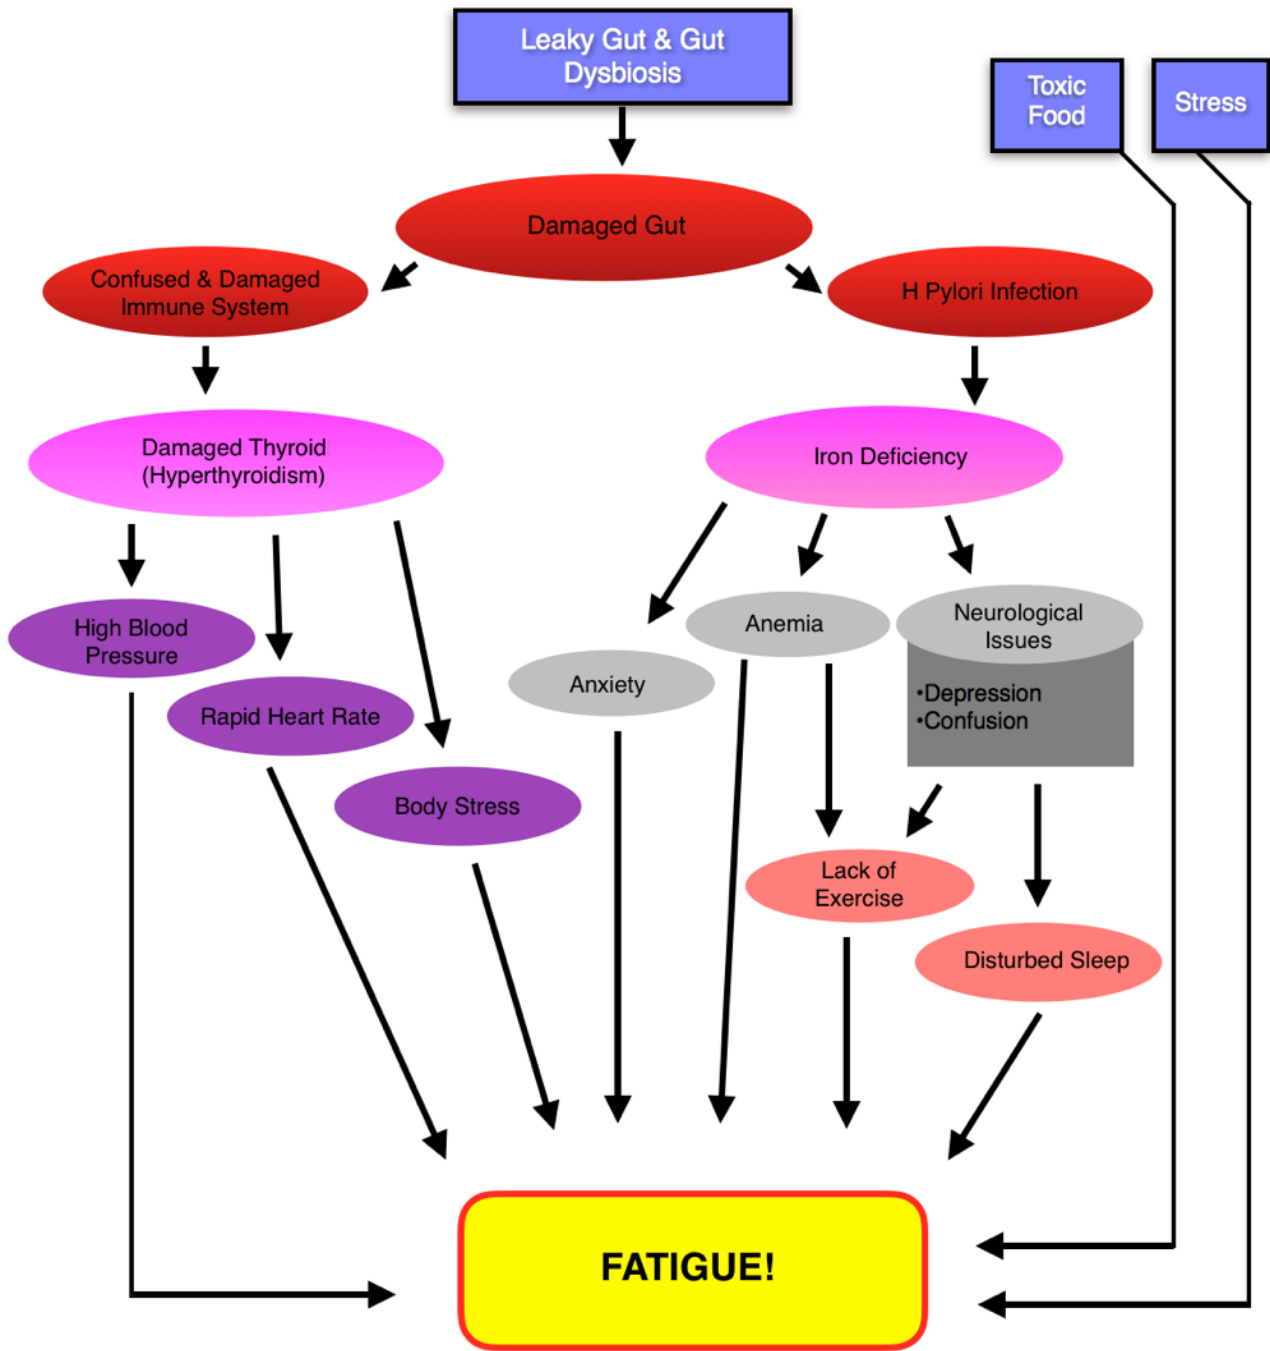 Leaky Gut & Gut
Dysbiosis
Toxic
Food
Stress
Damaged Gut
Confused & Damaged
Immune System
H Pylori Infection
Damaged Thyroid
(Hyperthyroidism)
Iron Deficiency
High Blood
Pressure
Rapid Heart Rate
Body Stress
Anxiety
Anemia
Neurological
Issues
•Depression
•Confusion
Lack of
Exercise
Disturbed Sleep
FATIGUE!